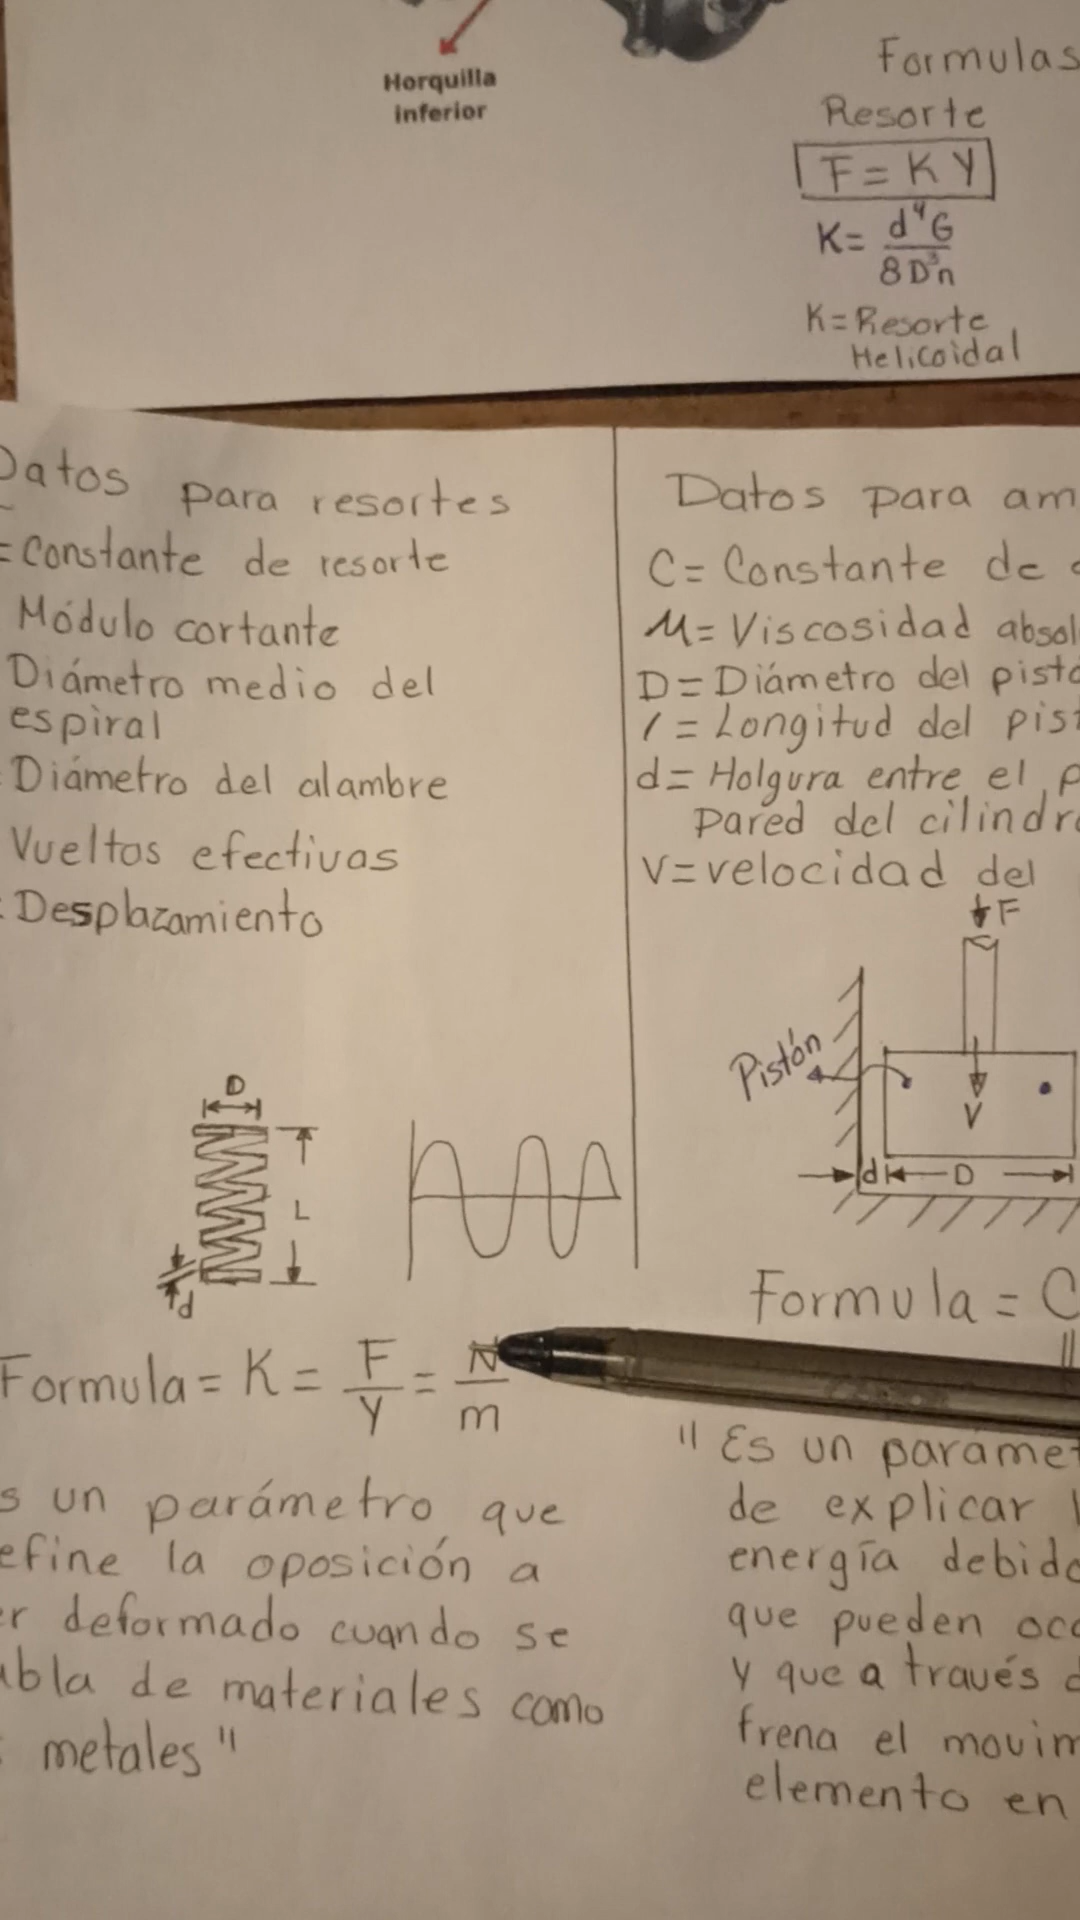 Horquilla
inferior
Formulas
Resorte
F = K Y
K = d⁴G
8D³n
K = Resorte
Helicoidal
Datos para resortes
= Constante de resorte
Módulo cortante
Diámetro medio del
espiral
Diámetro del alambre
Vueltas efectivas
Desplazamiento
D
L
d
Formula = K = F/Y = N/m
un parámetro que
la oposición a
deformado cuando se
de materiales como
metales"
Datos para
C = Constante de
M = Viscosidad
D = Diámetro del
l = Longitud del
d = Holgura entre el
pared del
V = velocidad del
F
Pistón
V
d D
Formula = C
"Es un
de explicar
energía
que pueden
y que a través
frena el
elemento en